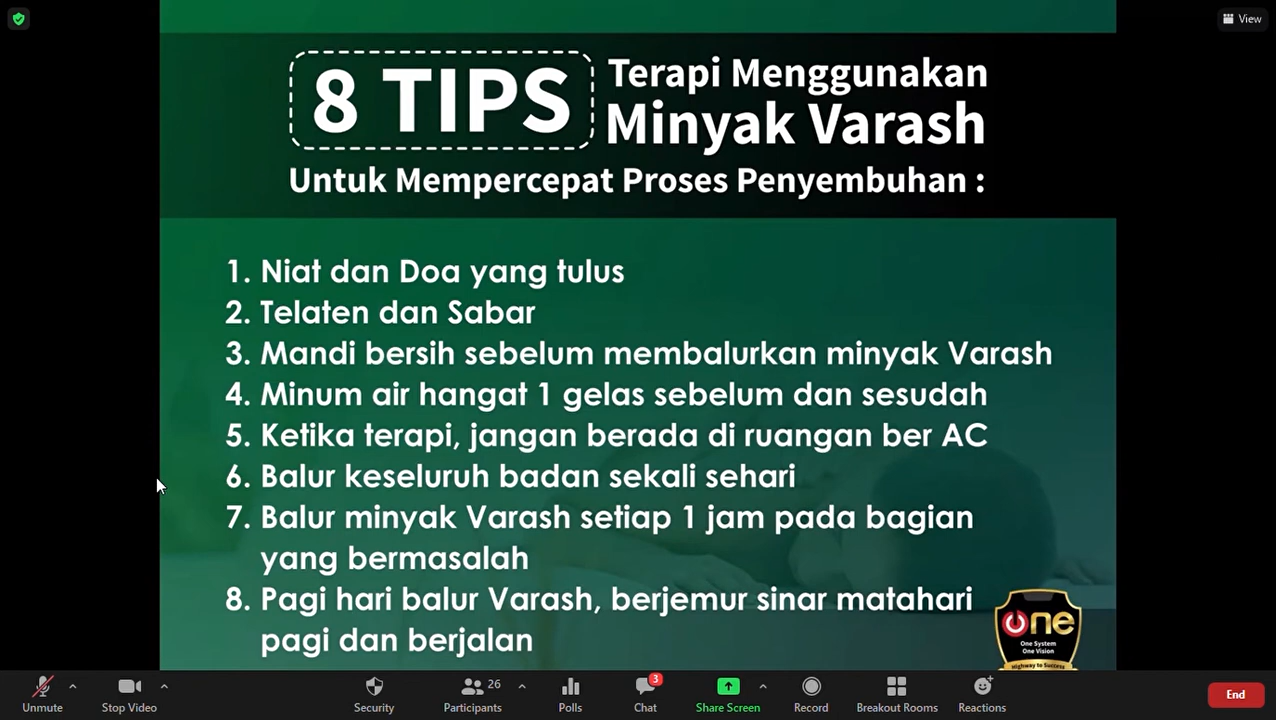 View
8 TIPS
Terapi Menggunakan
Minyak Varash
Untuk Mempercepat Proses Penyembuhan :
1. Niat dan Doa yang tulus
2. Telaten dan Sabar
3. Mandi bersih sebelum membalurkan minyak Varash
4. Minum air hangat 1 gelas sebelum dan sesudah
5. Ketika terapi, jangan berada di ruangan ber AC
6. Balur keseluruh badan sekali sehari
7. Balur minyak Varash setiap 1 jam pada bagian
yang bermasalah
8. Pagi hari balur Varash, berjemur sinar matahari
pagi dan berjalan
one
One System
One Vision
Highway to Success
26
3
Unmute
Stop Video
Security
Participants
Polls
Chat
Share Screen
Record
Breakout Rooms
Reactions
End